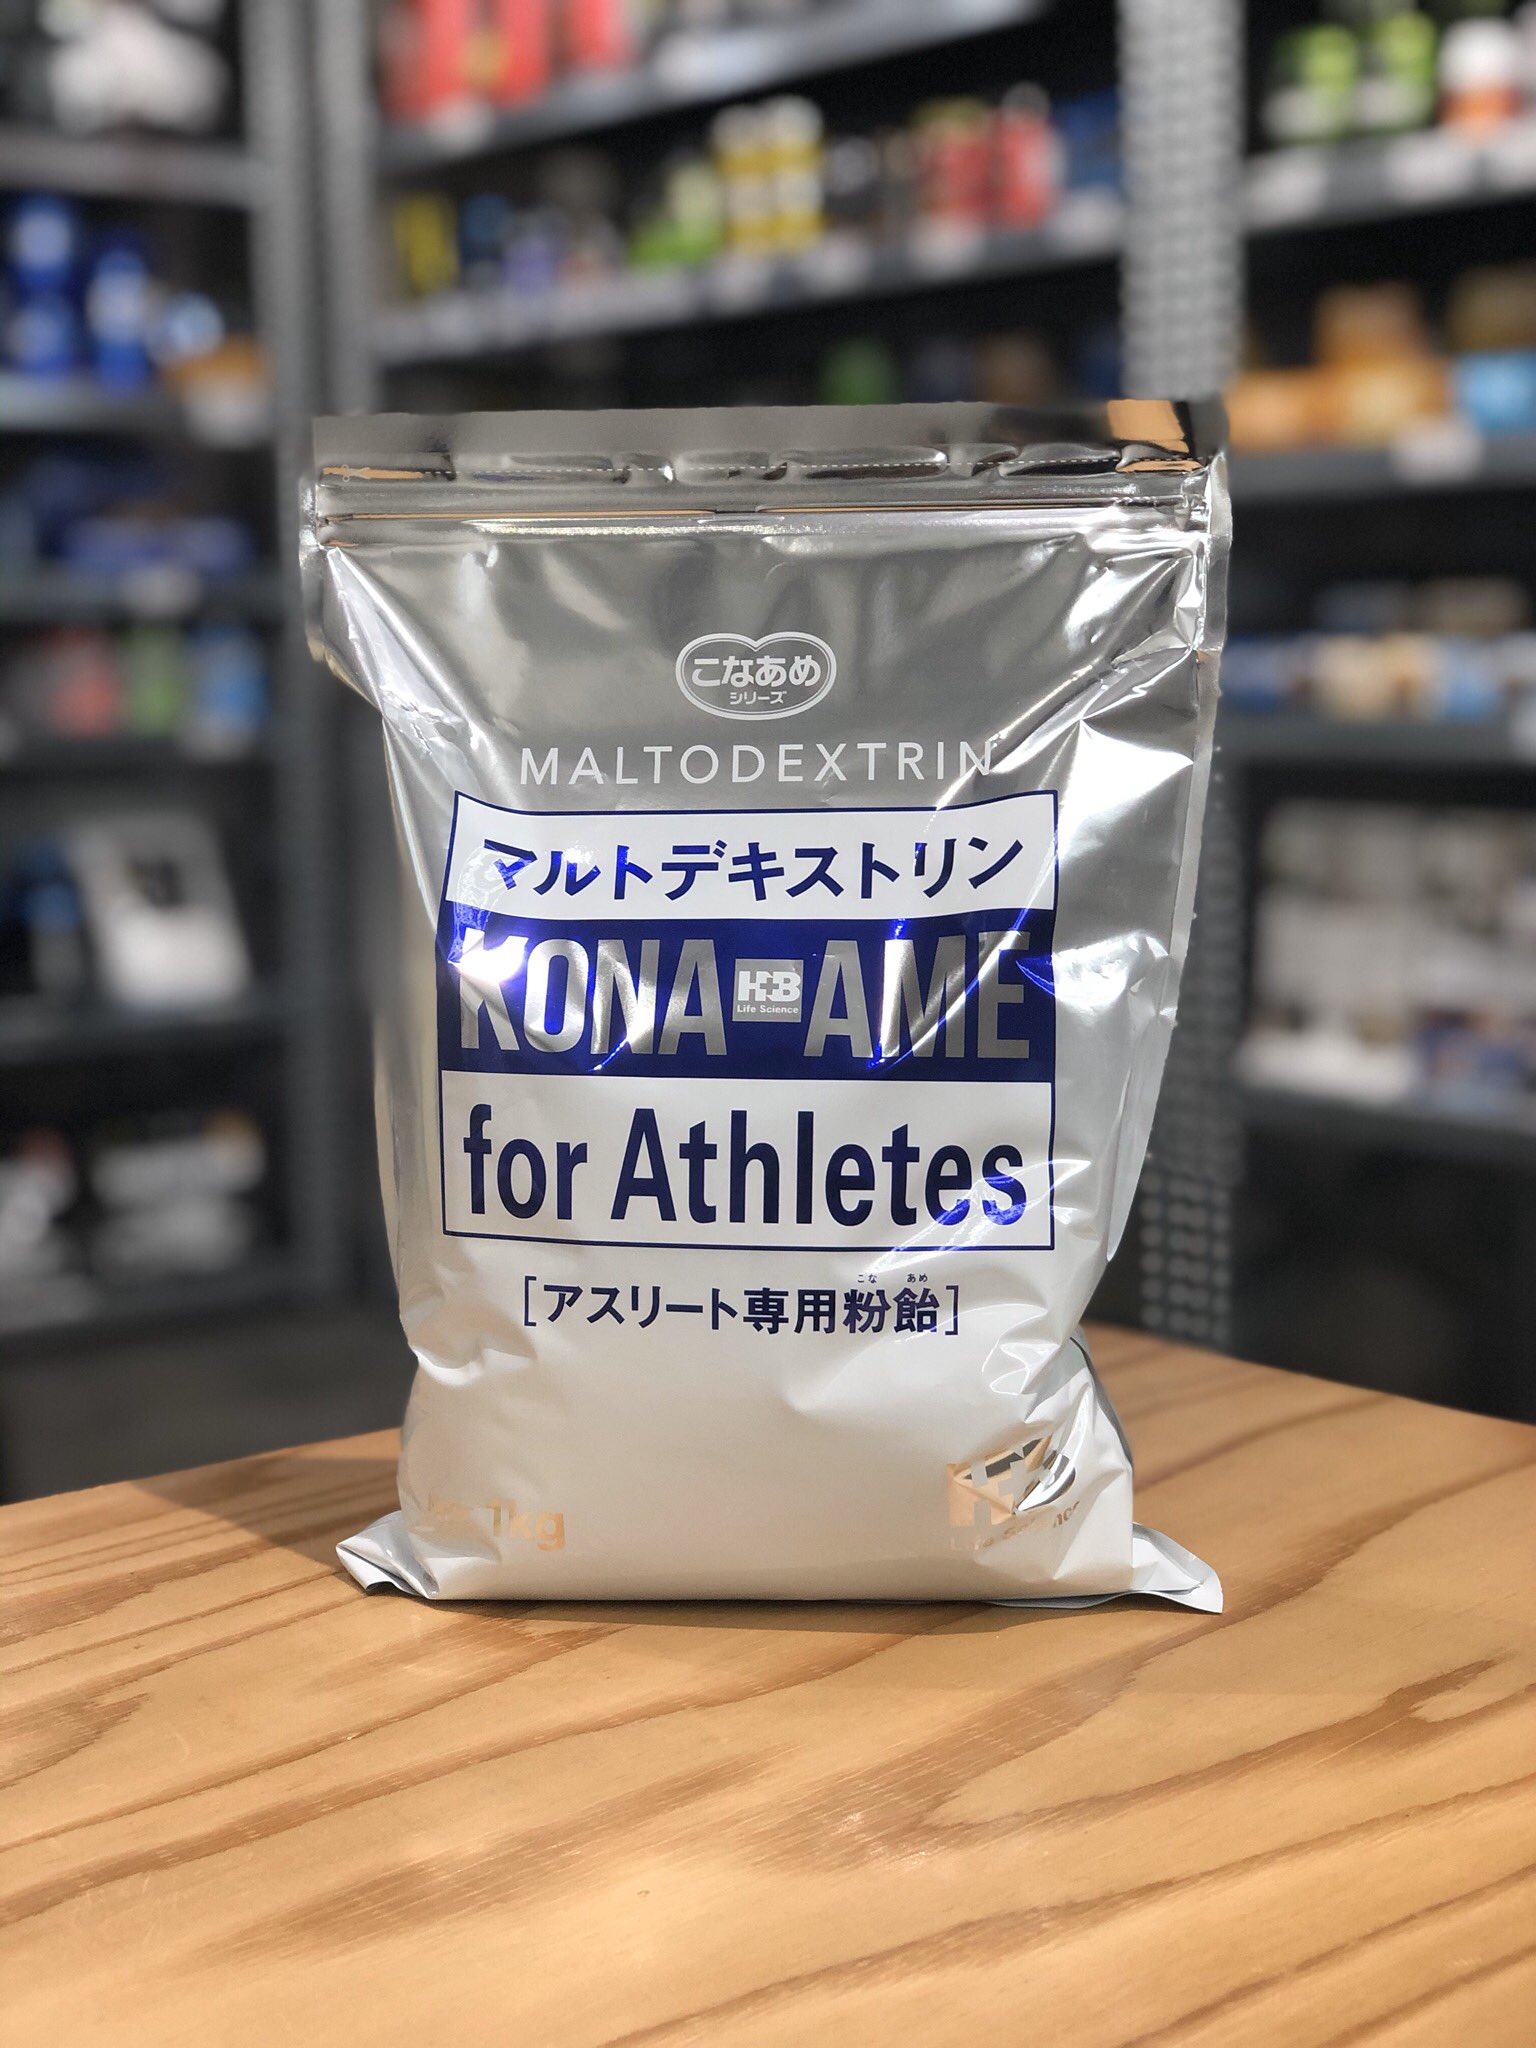 こなあめ
シリーズ
MALTODEXTRIN
マルトデキストリン
KONA AME
H+B
Life Science
for Athletes
こな あめ
[アスリート専用粉飴]
1kg
H+B
Life Science